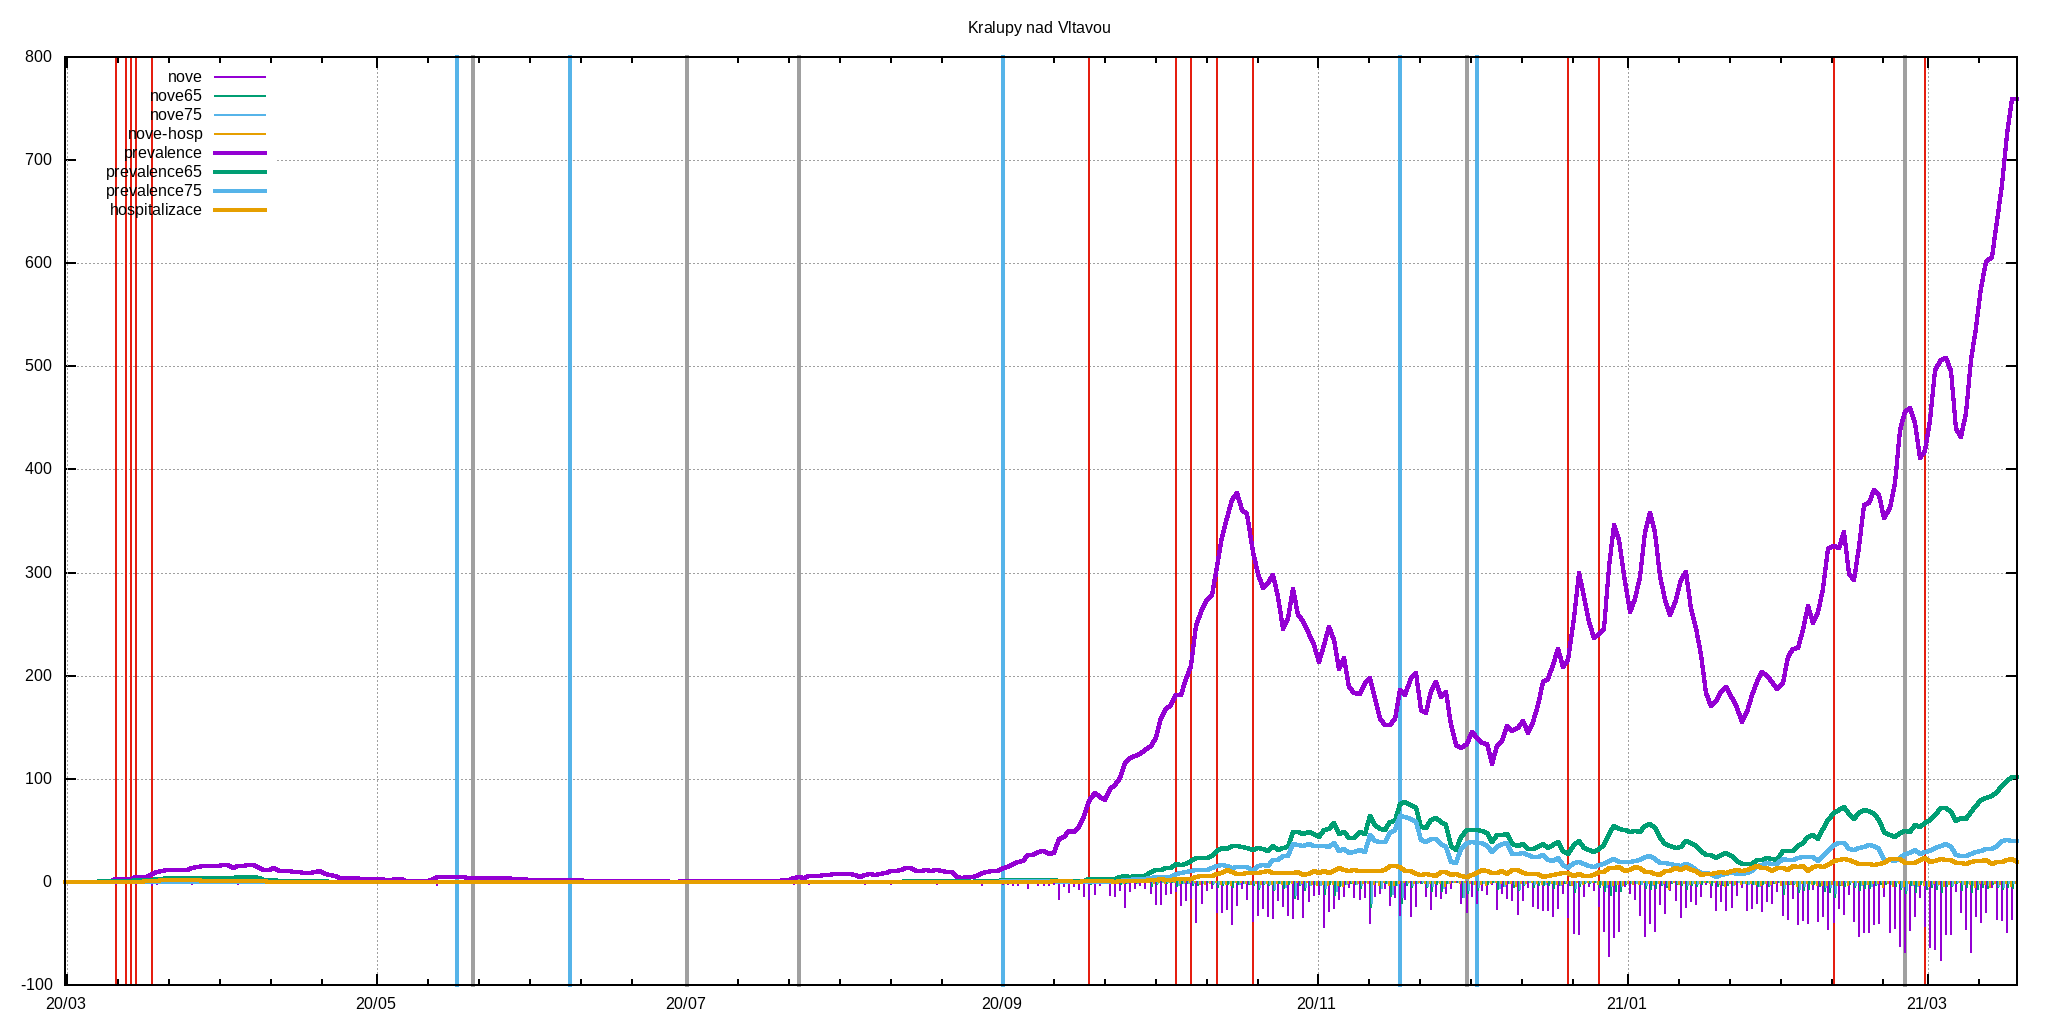 Kralupy nad Vltavou
800
700
600
500
400
300
200
100
0
-100
nove
nove65
nove75
nove-hosp
prevalence
prevalence65
prevalence75
hospitalizace
20/03 20/05 20/07 20/09 20/11 21/01 21/03